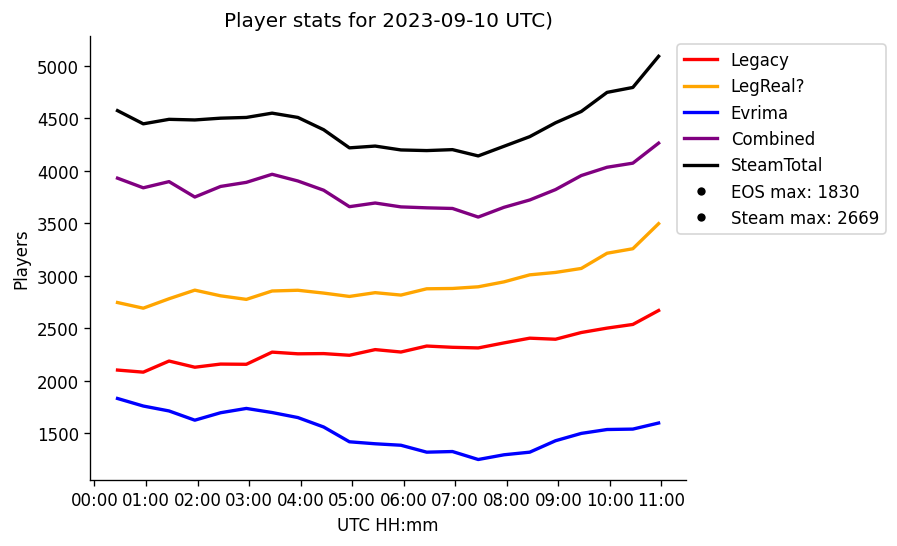 Player stats for 2023-09-10 UTC)
Players
5000
4500
4000
3500
3000
2500
2000
1500
00:00 01:00 02:00 03:00 04:00 05:00 06:00 07:00 08:00 09:00 10:00 11:00
UTC HH:mm
Legacy
LegReal?
Evrima
Combined
SteamTotal
EOS max: 1830
Steam max: 2669